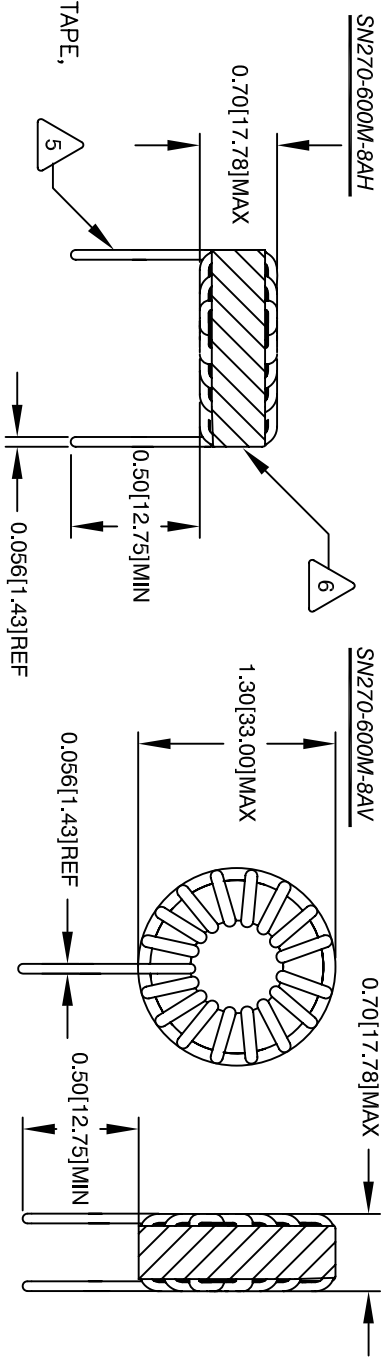 SN270-600M-8AH
0.70[17.78]MAX
TAPE,
5
6
0.50[12.75]MIN
0.056[1.43]REF
SN270-600M-8AV
1.30[33.00]MAX
0.056[1.43]REF
0.70[17.78]MAX
0.50[12.75]MIN